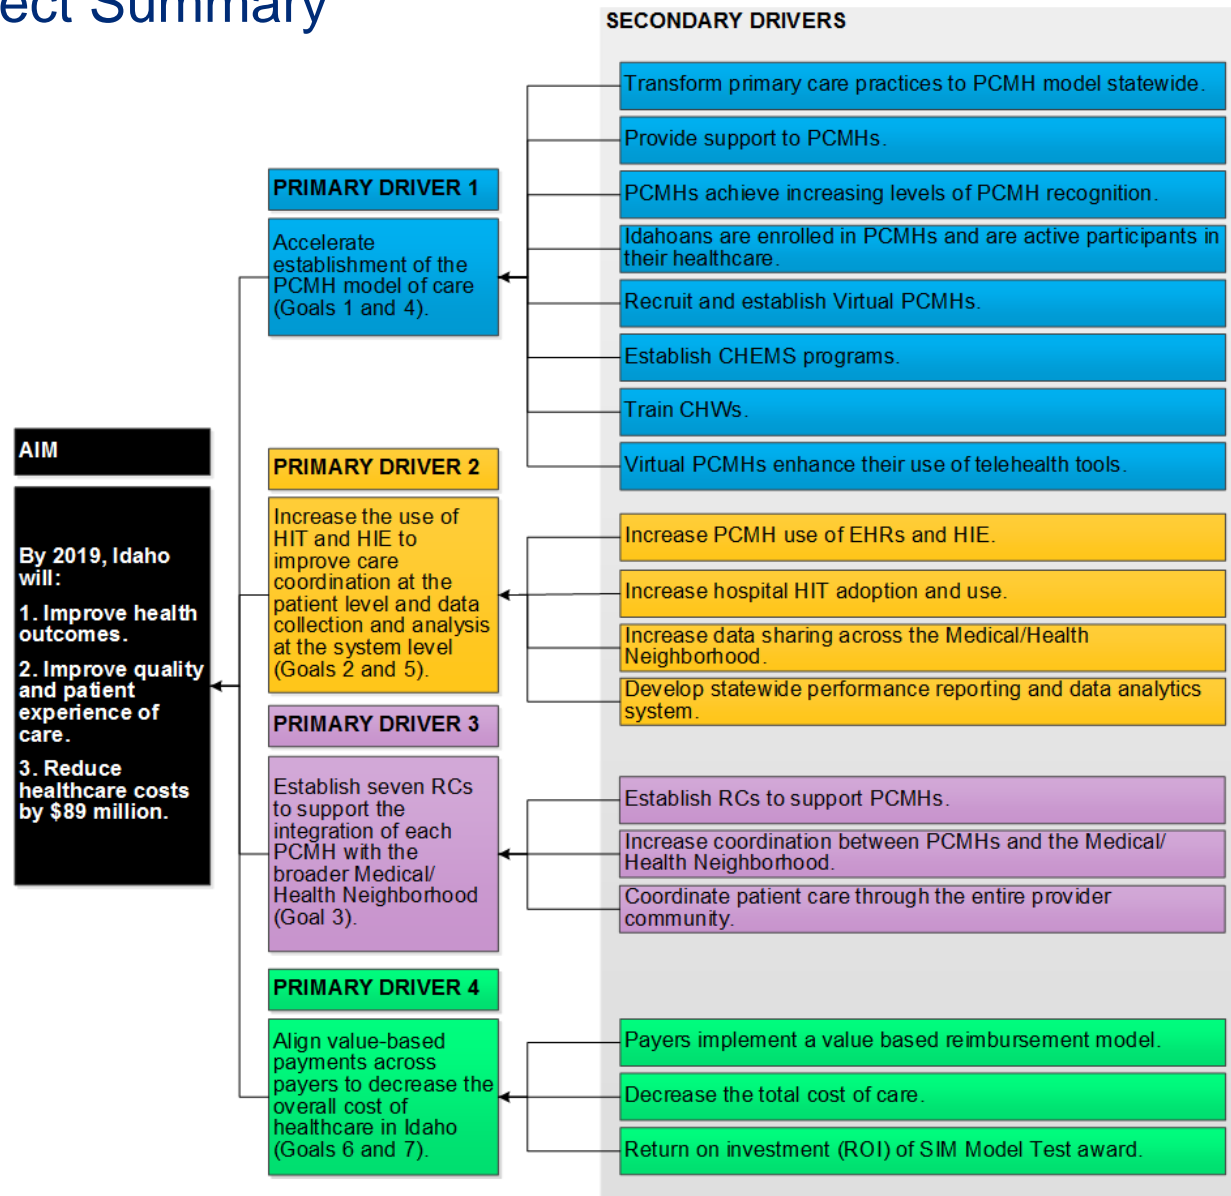 ect Summary
SECONDARY DRIVERS
AIM
By 2019, Idaho
will:
1. Improve health
outcomes.
2. Improve quality
and patient
experience of
care.
3. Reduce
healthcare costs
by $89 million.
PRIMARY DRIVER 1
Accelerate
establishment of the
PCMH model of care
(Goals 1 and 4).
Transform primary care practices to PCMH model statewide.
Provide support to PCMHs.
PCMHs achieve increasing levels of PCMH recognition.
Idahoans are enrolled in PCMHs and are active participants in
their healthcare.
Recruit and establish Virtual PCMHs.
Establish CHEMS programs.
Train CHWs.
Virtual PCMHs enhance their use of telehealth tools.
PRIMARY DRIVER 2
Increase the use of
HIT and HIE to
improve care
coordination at the
patient level and data
collection and analysis
at the system level
(Goals 2 and 5).
Increase PCMH use of EHRs and HIE.
Increase hospital HIT adoption and use.
Increase data sharing across the Medical/Health
Neighborhood.
Develop statewide performance reporting and data analytics
system.
PRIMARY DRIVER 3
Establish seven RCs
to support the
integration of each
PCMH with the
broader Medical/
Health Neighborhood
(Goal 3).
Establish RCs to support PCMHs.
Increase coordination between PCMHs and the Medical/
Health Neighborhood.
Coordinate patient care through the entire provider
community.
PRIMARY DRIVER 4
Align value-based
payments across
payers to decrease the
overall cost of
healthcare in Idaho
(Goals 6 and 7).
Payers implement a value based reimbursement model.
Decrease the total cost of care.
Return on investment (ROI) of SIM Model Test award.